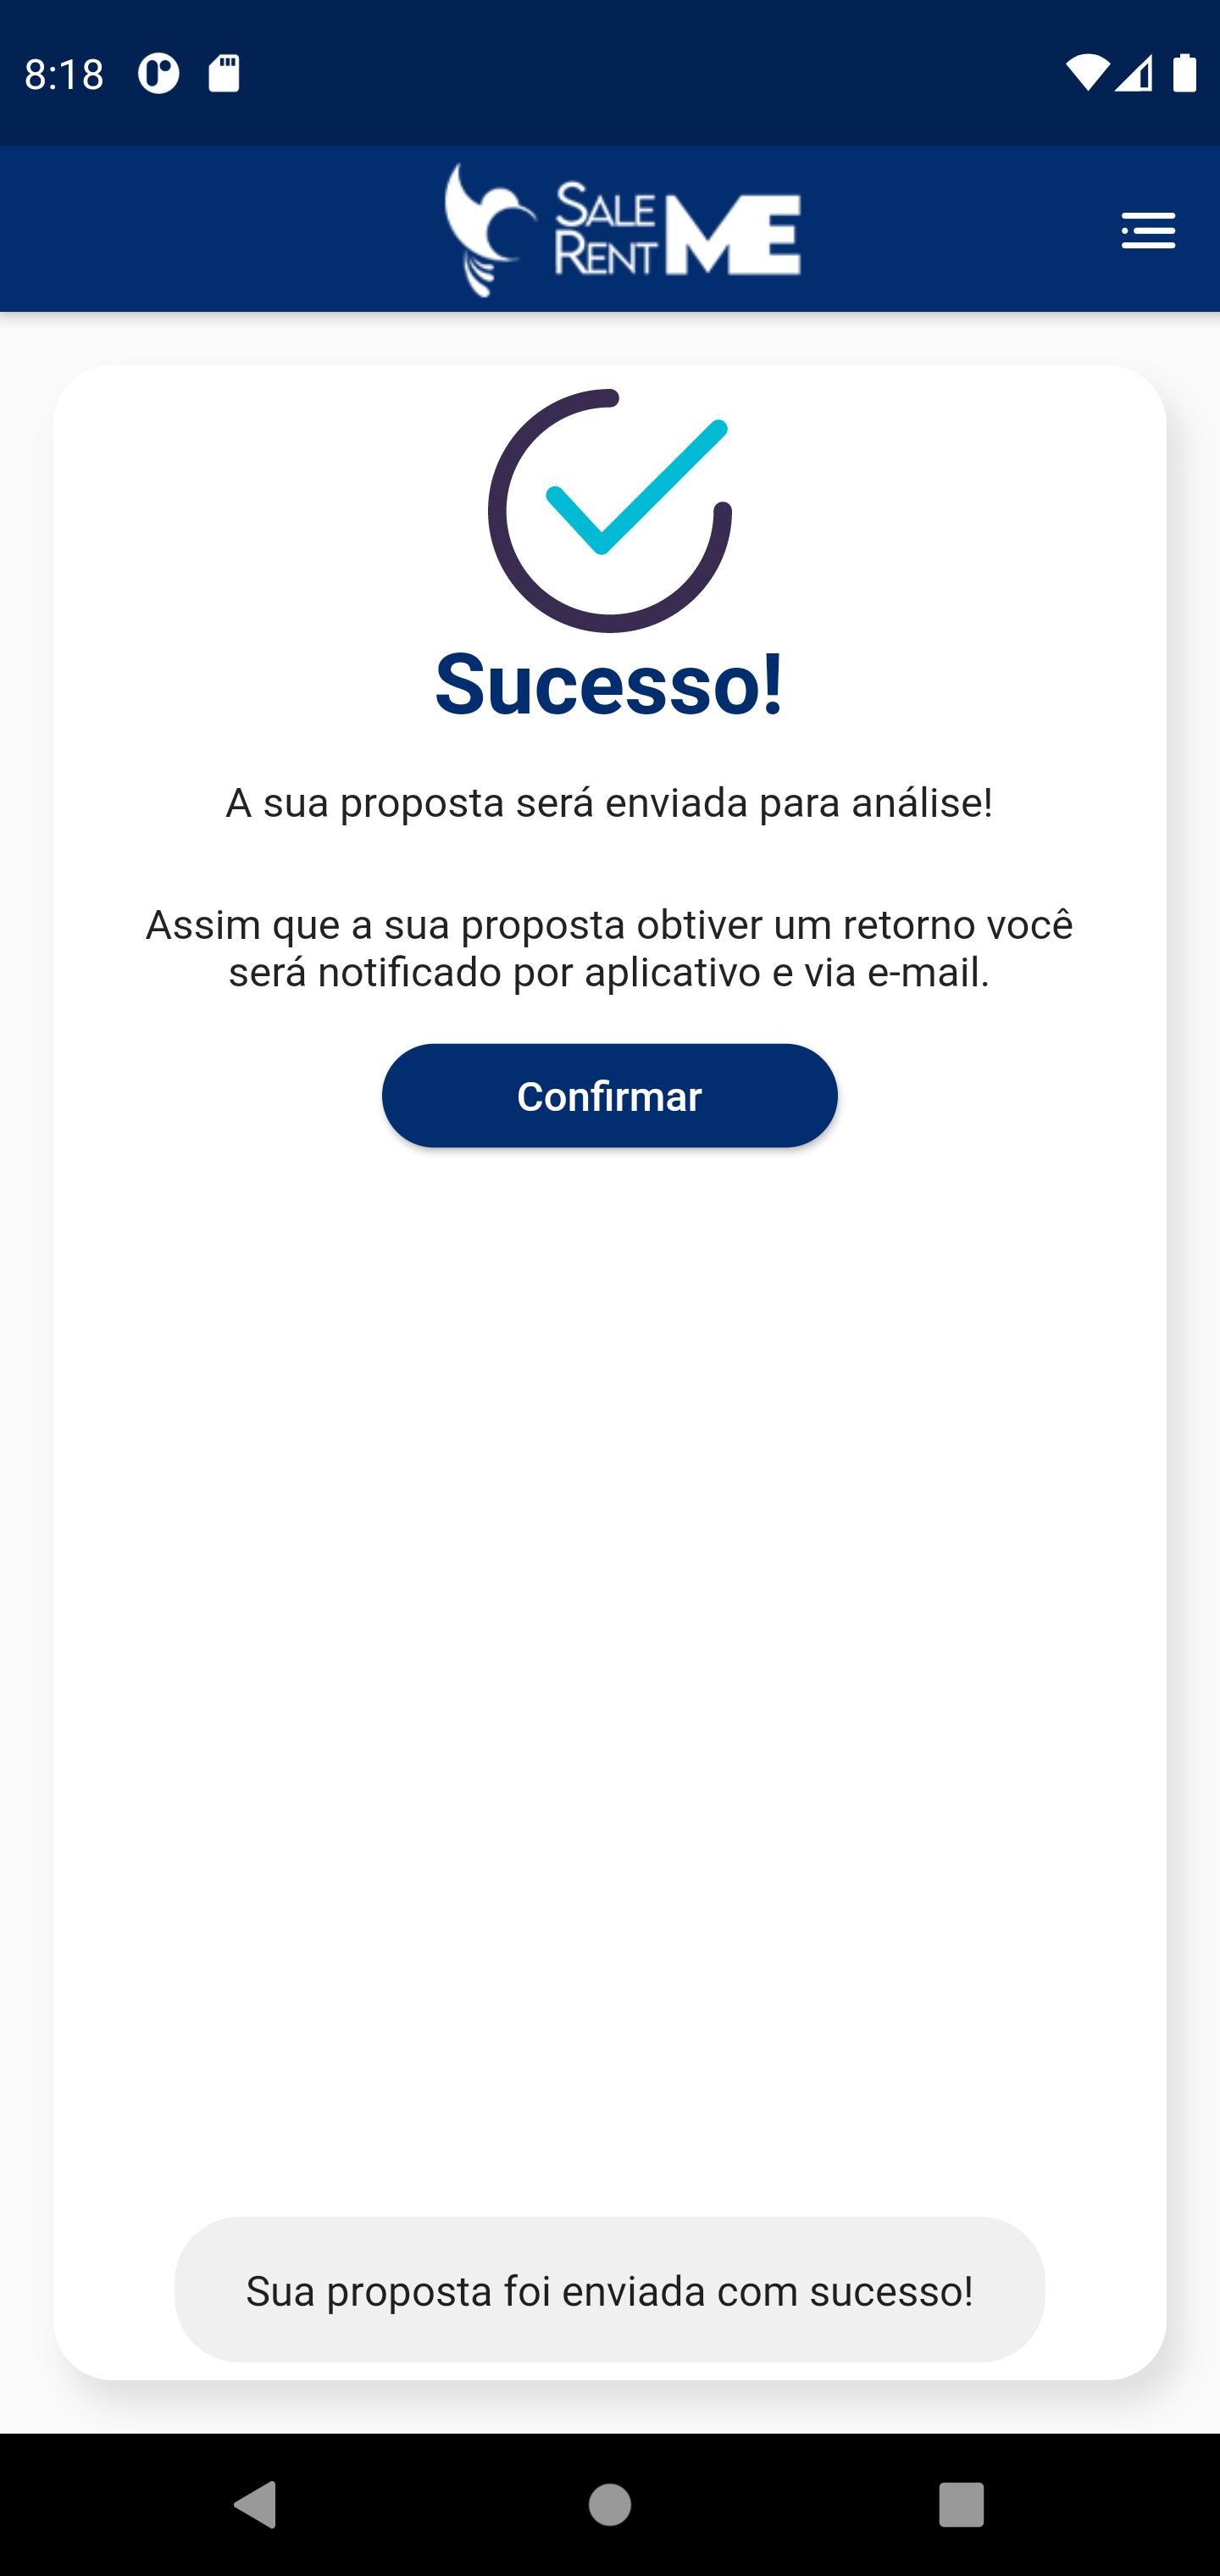 8:18
SALE
RENT ME
Sucesso!
A sua proposta será enviada para análise!
Assim que a sua proposta obtiver um retorno você
será notificado por aplicativo e via e-mail.
Confirmar
Sua proposta foi enviada com sucesso!